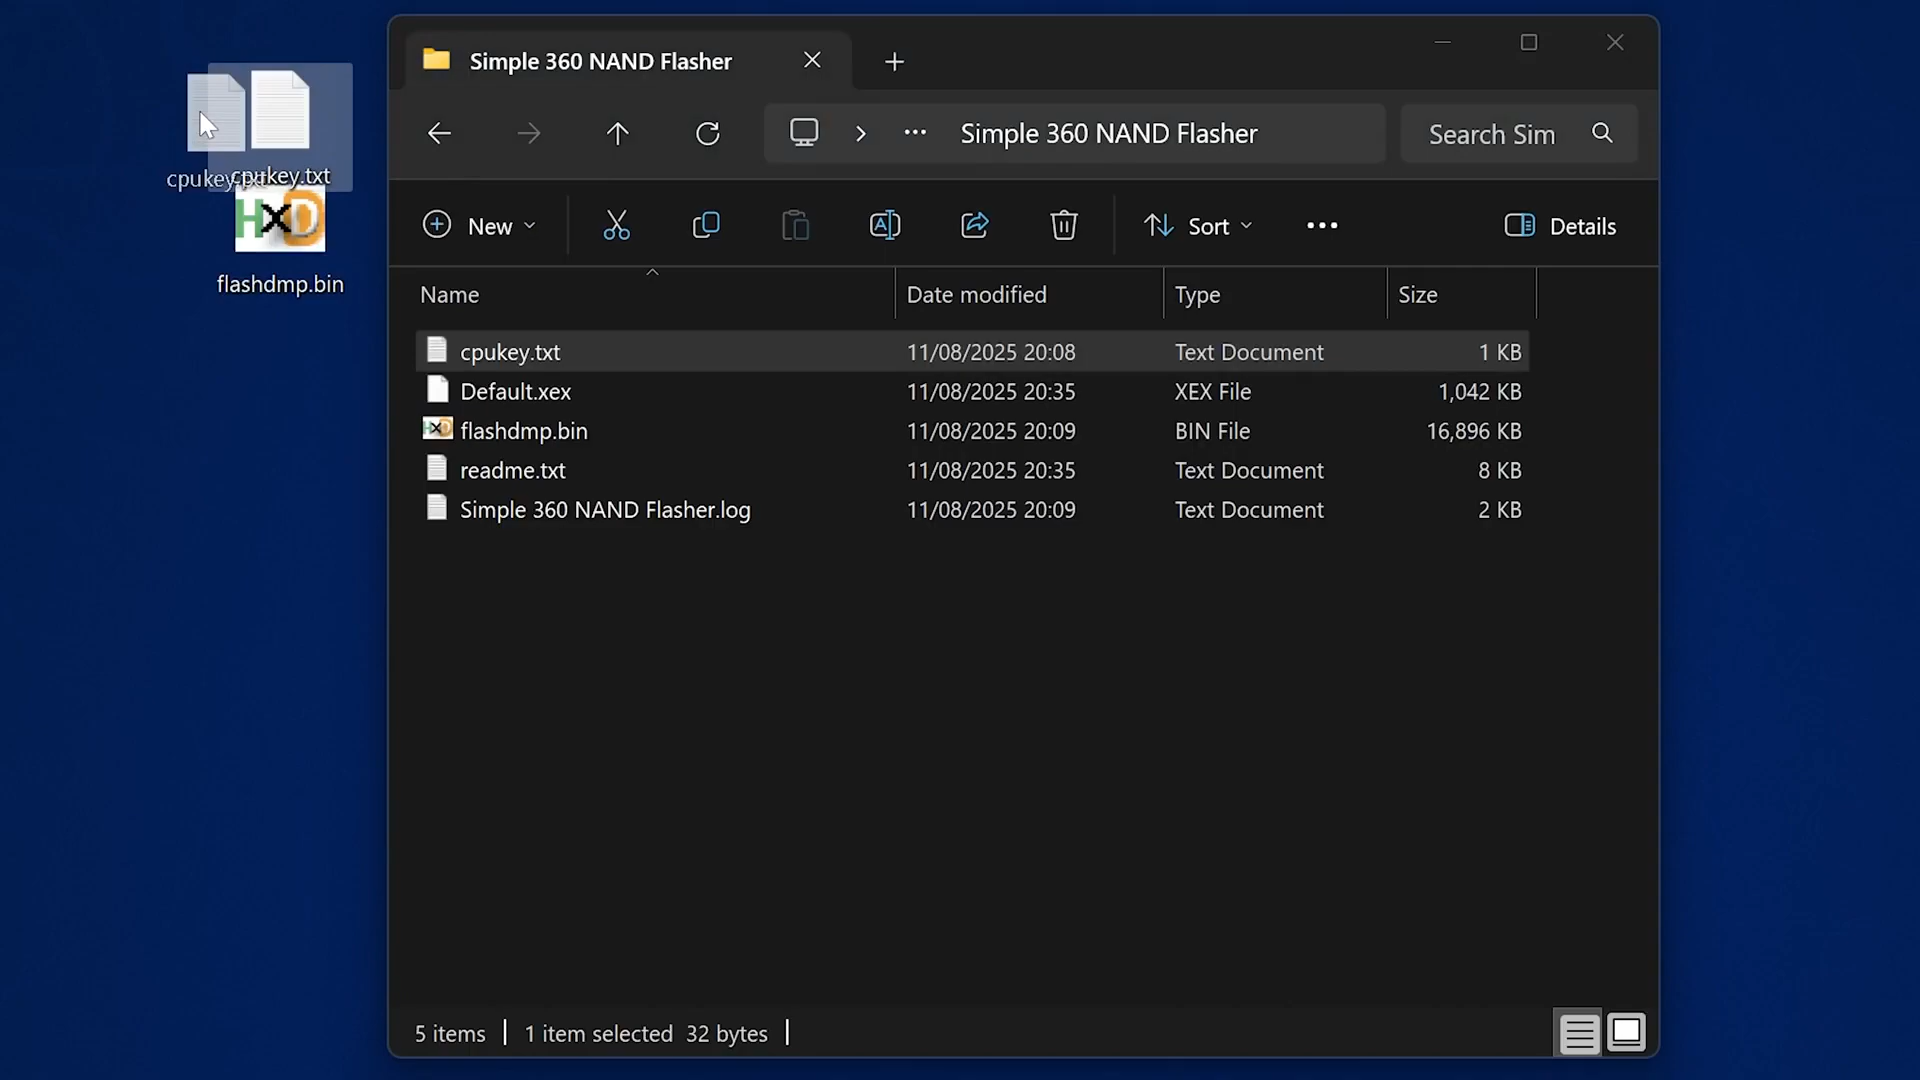 Simple 360 NAND Flasher
Simple 360 NAND Flasher
Search Sim
New
Sort
Details
Name
Date modified
Type
Size
cpukey.txt 11/08/2025 20:08 Text Document 1 KB
Default.xex 11/08/2025 20:35 XEX File 1,042 KB
flashdmp.bin 11/08/2025 20:09 BIN File 16,896 KB
readme.txt 11/08/2025 20:35 Text Document 8 KB
Simple 360 NAND Flasher.log 11/08/2025 20:09 Text Document 2 KB
5 items
1 item selected 32 bytes
cpukey.txt
cpukey.txt
HxD
flashdmp.bin